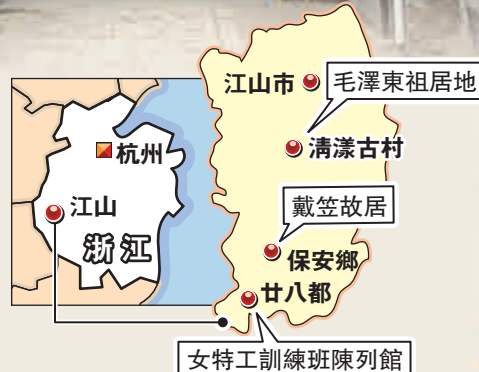 杭州
江山
浙江
江山市
毛澤東祖居地
清漾古村
戴笠故居
保安鄉
廿八都
女特工訓練班陳列館